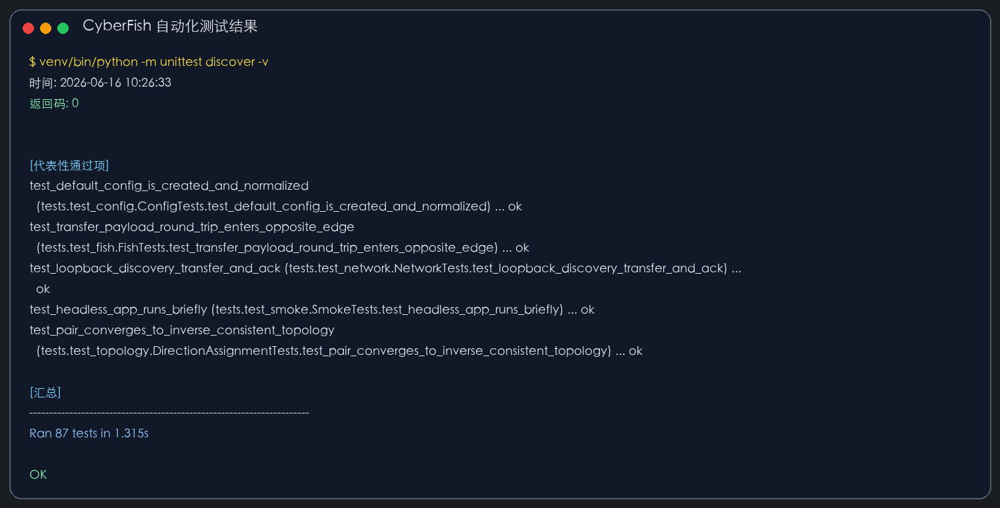 CyberFish 自动化测试结果
$ venv/bin/python -m unittest discover -v
时间: 2026-06-16 10:26:33
返回码: 0
[代表性通过项]
test_default_config_is_created_and_normalized
(tests.test_config.ConfigTests.test_default_config_is_created_and_normalized) ... ok
test_transfer_payload_round_trip_enters_opposite_edge
(tests.test_fish.FishTests.test_transfer_payload_round_trip_enters_opposite_edge) ... ok
test_loopback_discovery_transfer_and_ack (tests.test_network.NetworkTests.test_loopback_discovery_transfer_and_ack) ...
ok
test_headless_app_runs_briefly (tests.test_smoke.SmokeTests.test_headless_app_runs_briefly) ... ok
test_pair_converges_to_inverse_consistent_topology
(tests.test_topology.DirectionAssignmentTests.test_pair_converges_to_inverse_consistent_topology) ... ok
[汇总]
----------------------------------------------------------------------
Ran 87 tests in 1.315s
OK